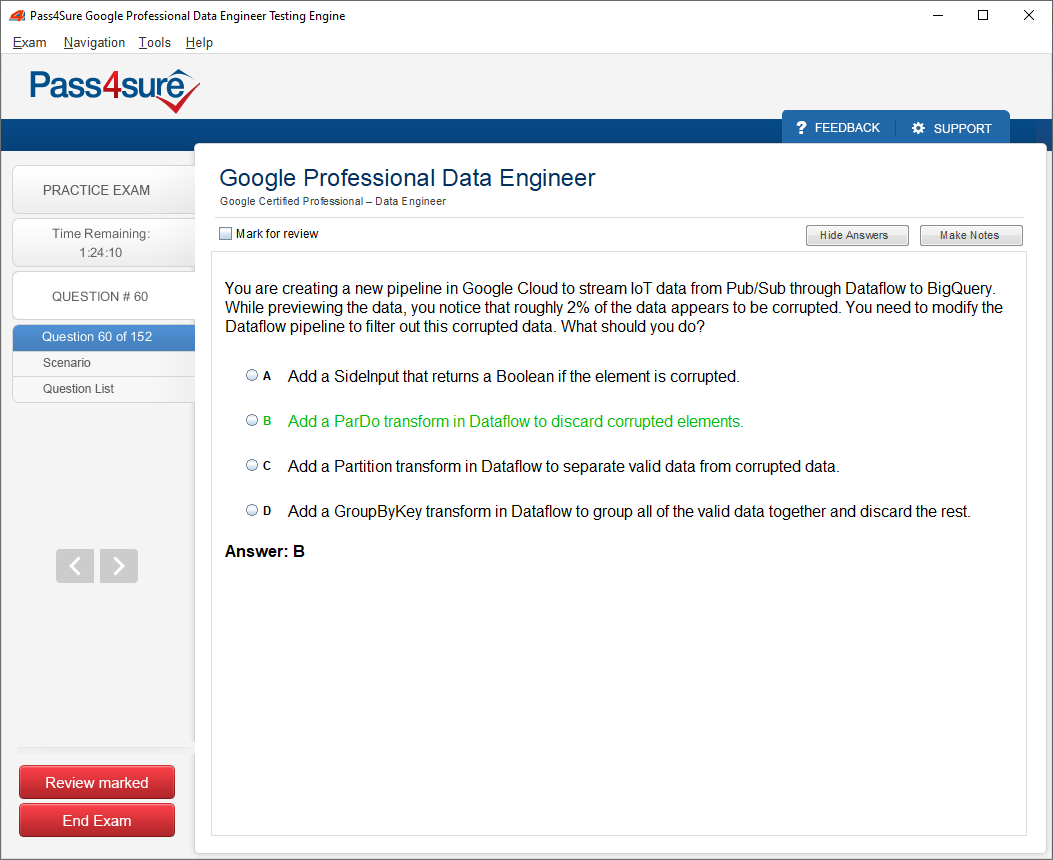 Pass4Sure Google Professional Data Engineer Testing Engine
Exam Navigation Tools Help
Pass4sure
? FEEDBACK SUPPORT
PRACTICE EXAM
Time Remaining:
1:24:10
QUESTION # 60
Question 60 of 152
Scenario
Question List
Review marked
End Exam
Google Professional Data Engineer
Google Certified Professional – Data Engineer
Mark for review
Hide Answers Make Notes
You are creating a new pipeline in Google Cloud to stream IoT data from Pub/Sub through Dataflow to BigQuery.
While previewing the data, you notice that roughly 2% of the data appears to be corrupted. You need to modify the
Dataflow pipeline to filter out this corrupted data. What should you do?
A Add a SideInput that returns a Boolean if the element is corrupted.
B Add a ParDo transform in Dataflow to discard corrupted elements.
C Add a Partition transform in Dataflow to separate valid data from corrupted data.
D Add a GroupByKey transform in Dataflow to group all of the valid data together and discard the rest.
Answer: B